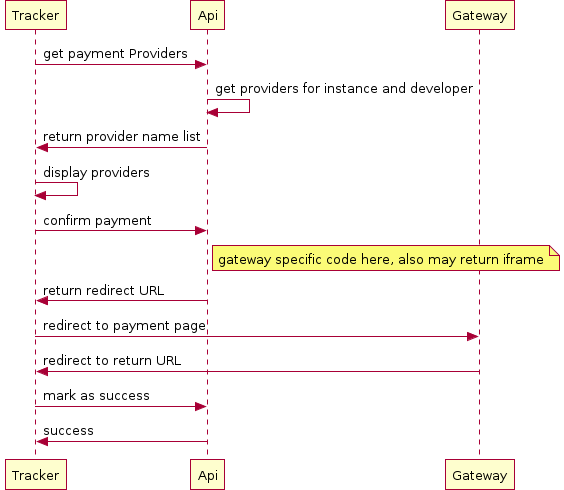 Tracker Api Gateway
get payment Providers
get providers for instance and developer
return provider name list
display providers
confirm payment
gateway specific code here, also may return iframe
return redirect URL
redirect to payment page
redirect to return URL
mark as success
success
Tracker Api Gateway